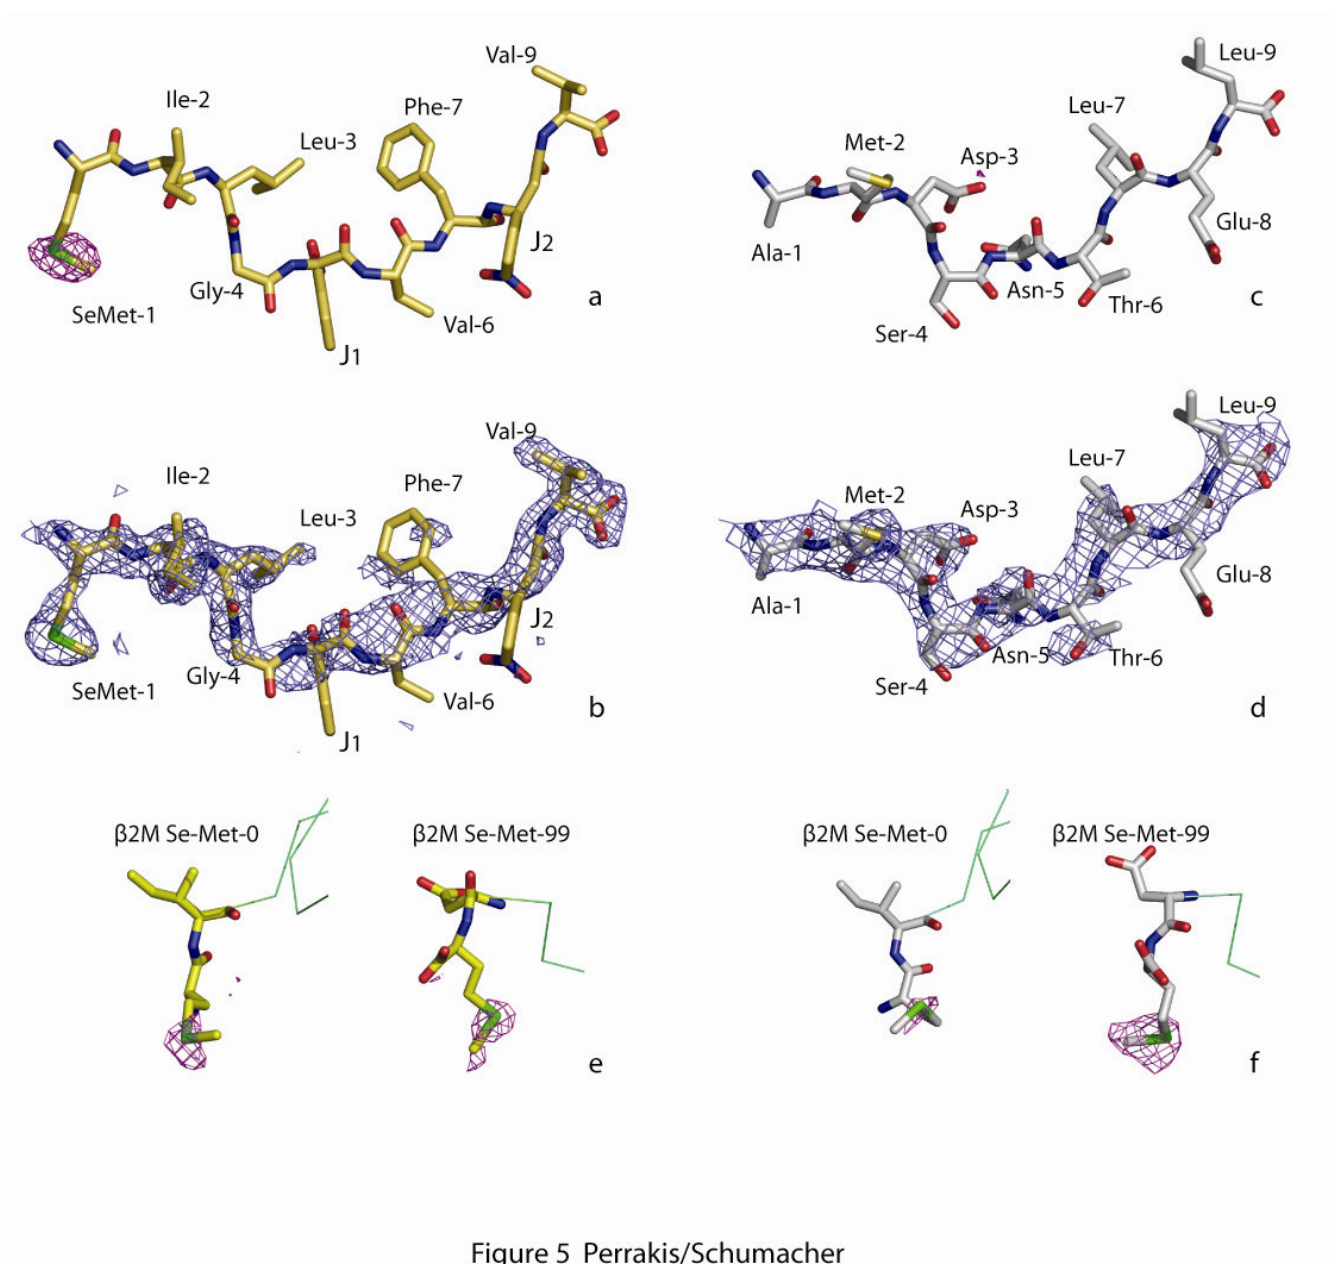 Val-9
Ile-2
Phe-7
Leu-3
J2
Gly-4
SeMet-1
Val-6
J1
a
Leu-9
Leu-7
Met-2
Asp-3
Glu-8
Ala-1
Asn-5
Thr-6
Ser-4
c
Val-9
Ile-2
Phe-7
Leu-3
J2
SeMet-1
Gly-4
Val-6
J1
b
Leu-9
Leu-7
Met-2
Asp-3
Glu-8
Ala-1
Asn-5
Thr-6
Ser-4
d
β2M Se-Met-0
β2M Se-Met-99
e
β2M Se-Met-0
β2M Se-Met-99
f
Figure 5 Perrakis/Schumacher